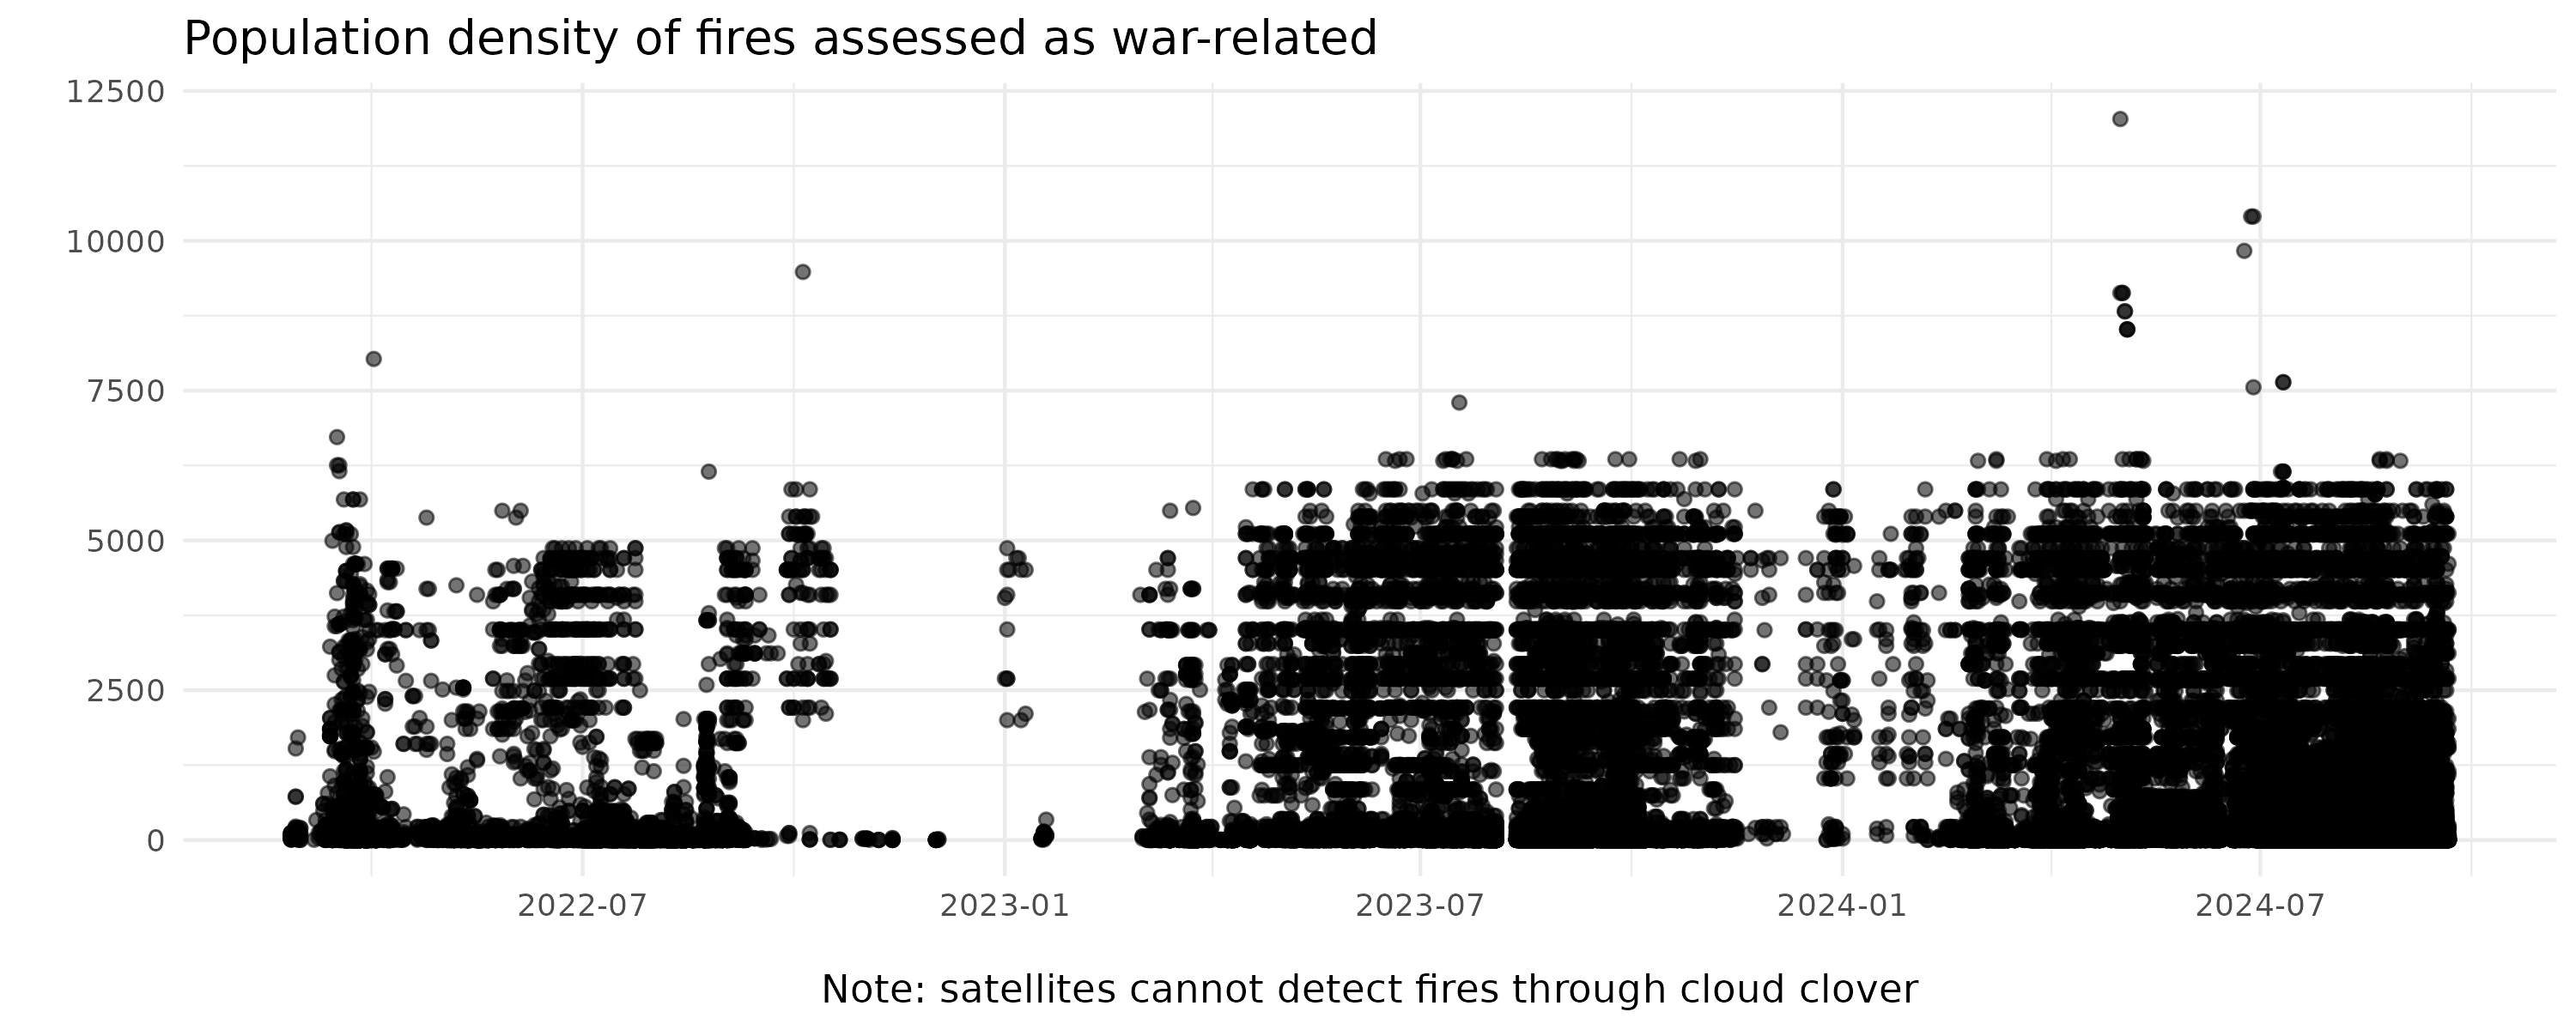 Population density of fires assessed as war-related
12500
10000
7500
5000
2500
0
2022-07 2023-01 2023-07 2024-01 2024-07
Note: satellites cannot detect fires through cloud clover